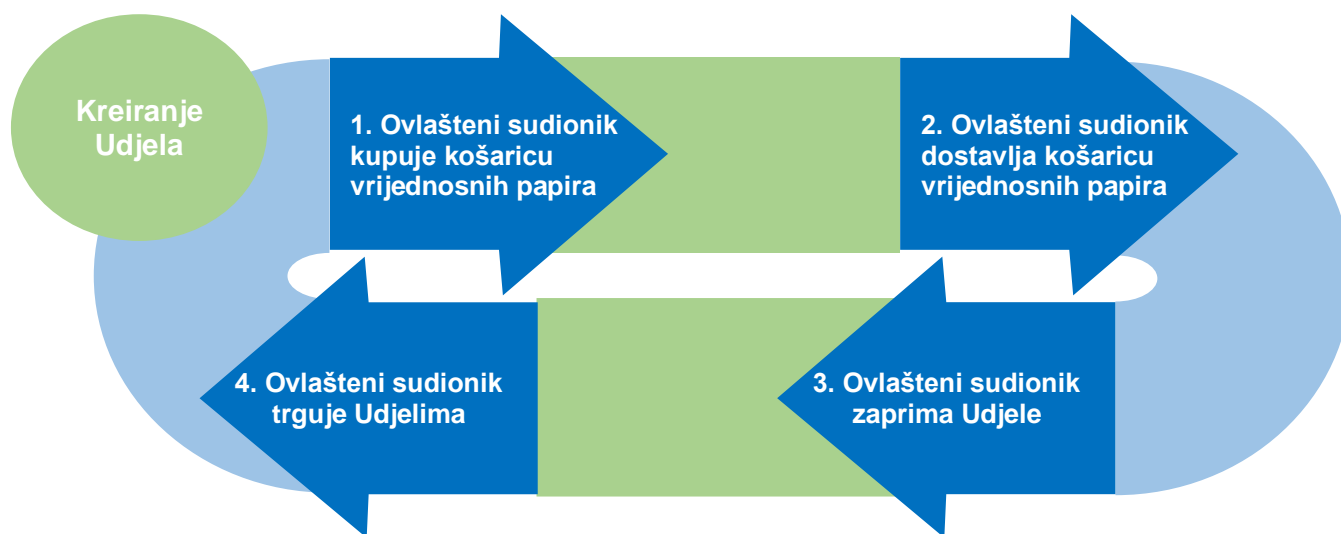 Kreiranje
Udjela
1. Ovlašteni sudionik
kupuje košaricu
vrijednosnih papira
2. Ovlašteni sudionik
dostavlja košaricu
vrijednosnih papira
3. Ovlašteni sudionik
zaprima Udjele
4. Ovlašteni sudionik
trguje Udjelima